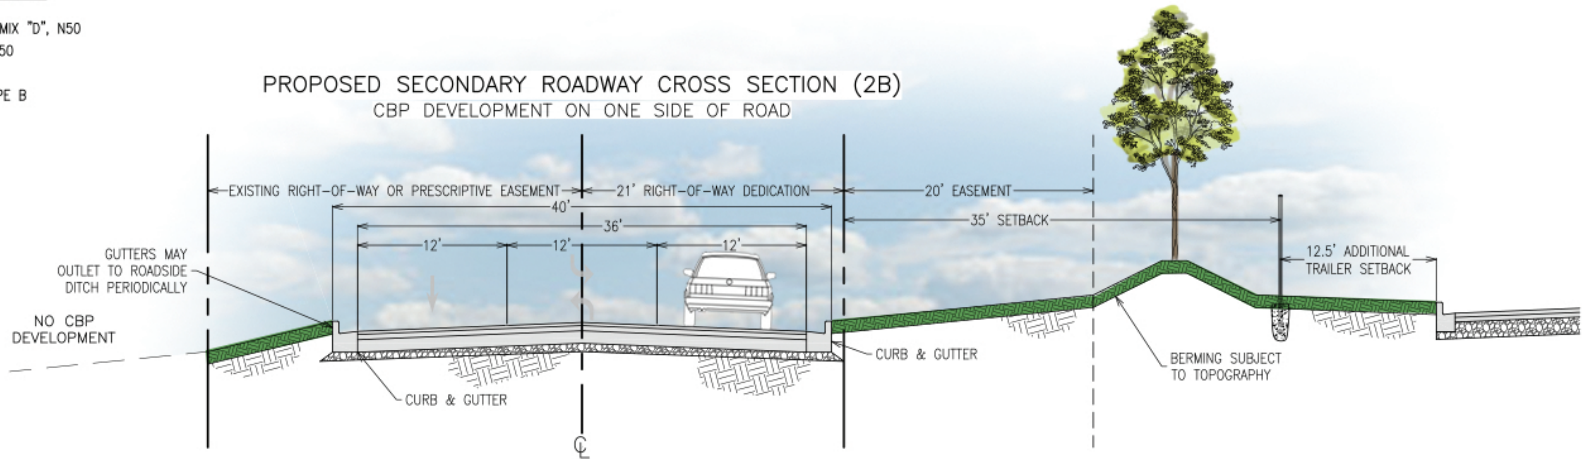 MIX "D", N50
50
PE B
PROPOSED SECONDARY ROADWAY CROSS SECTION (2B)
CBP DEVELOPMENT ON ONE SIDE OF ROAD
EXISTING RIGHT-OF-WAY OR PRESCRIPTIVE EASEMENT
21' RIGHT-OF-WAY DEDICATION
20' EASEMENT
40'
35' SETBACK
36'
12'
12'
12'
GUTTERS MAY
OUTLET TO ROADSIDE
DITCH PERIODICALLY
12.5' ADDITIONAL
TRAILER SETBACK
NO CBP
DEVELOPMENT
CURB & GUTTER
BERMING SUBJECT
TO TOPOGRAPHY
CURB & GUTTER
℄